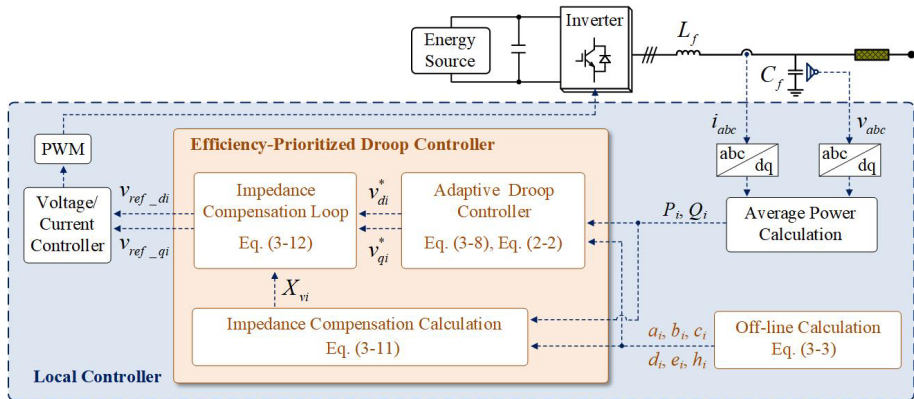 Energy
Source
Inverter
L_f
C_f
i_abc
v_abc
abc
dq
abc
dq
PWM
Voltage/
Current
Controller
v_ref_di
v_ref_qi
Efficiency-Prioritized Droop Controller
Impedance
Compensation Loop
Eq. (3-12)
v*_di
v*_qi
Adaptive Droop
Controller
Eq. (3-8), Eq. (2-2)
P_i, Q_i
Average Power
Calculation
X_vi
Impedance Compensation Calculation
Eq. (3-11)
a_i, b_i, c_i
d_i, e_i, h_i
Off-line Calculation
Eq. (3-3)
Local Controller